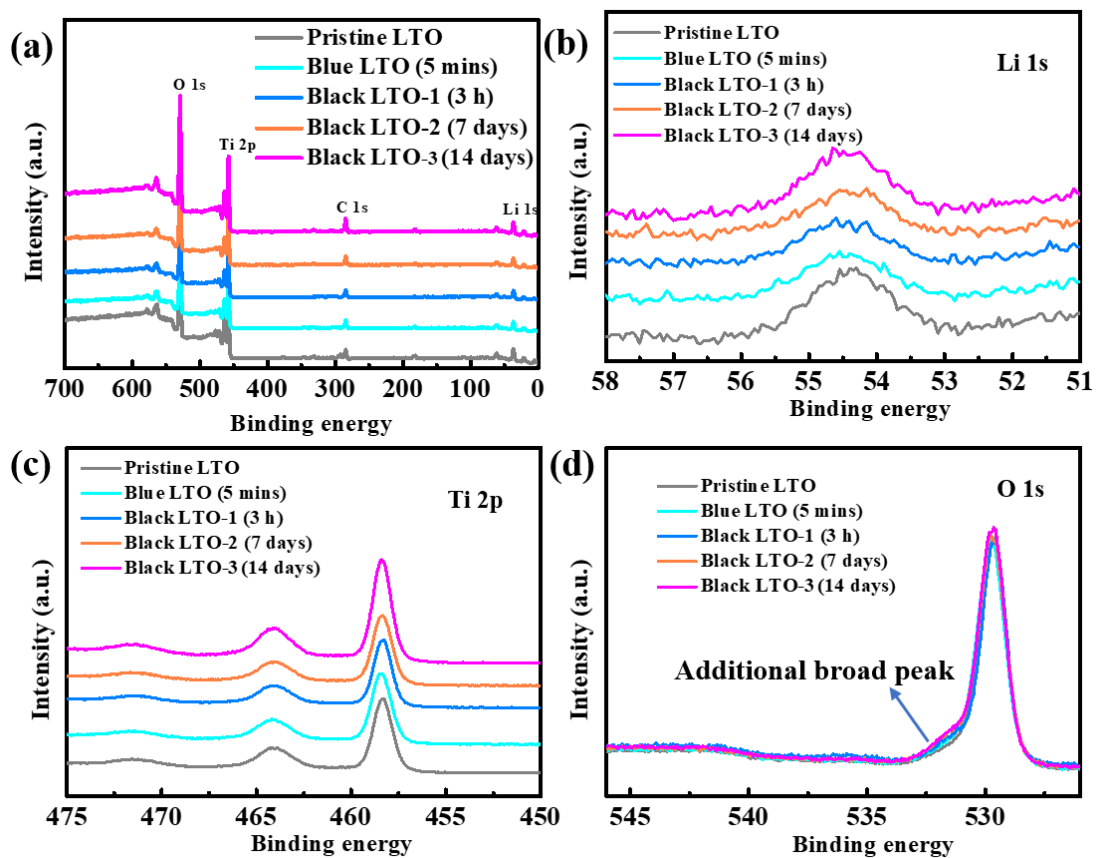 (a)
Pristine LTO
Blue LTO (5 mins)
Black LTO-1 (3 h)
Black LTO-2 (7 days)
Black LTO-3 (14 days)
O 1s
Ti 2p
C 1s
Li 1s
Intensity (a.u.)
700 600 500 400 300 200 100 0
Binding energy
(b)
Pristine LTO
Blue LTO (5 mins)
Black LTO-1 (3 h)
Black LTO-2 (7 days)
Black LTO-3 (14 days)
Li 1s
Intensity (a.u.)
58 57 56 55 54 53 52 51
Binding energy
(c)
Pristine LTO
Blue LTO (5 mins)
Black LTO-1 (3 h)
Black LTO-2 (7 days)
Black LTO-3 (14 days)
Ti 2p
Intensity (a.u.)
475 470 465 460 455 450
Binding energy
(d)
Pristine LTO
Blue LTO (5 mins)
Black LTO-1 (3 h)
Black LTO-2 (7 days)
Black LTO-3 (14 days)
O 1s
Additional broad peak
Intensity (a.u.)
545 540 535 530
Binding energy